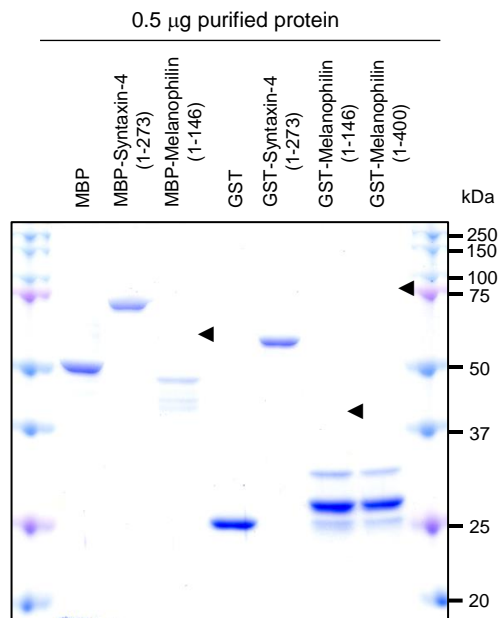 0.5 μg purified protein
MBP
MBP-Syntaxin-4
(1-273)
MBP-Melanophilin
(1-146)
GST
GST-Syntaxin-4
(1-273)
GST-Melanophilin
(1-146)
GST-Melanophilin
(1-400)
kDa
250
150
100
75
50
37
25
20